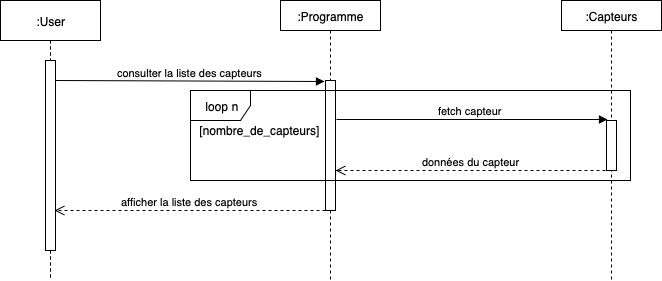 :User
:Programme
:Capteurs
consulter la liste des capteurs
loop n
fetch capteur
[nombre_de_capteurs]
données du capteur
afficher la liste des capteurs